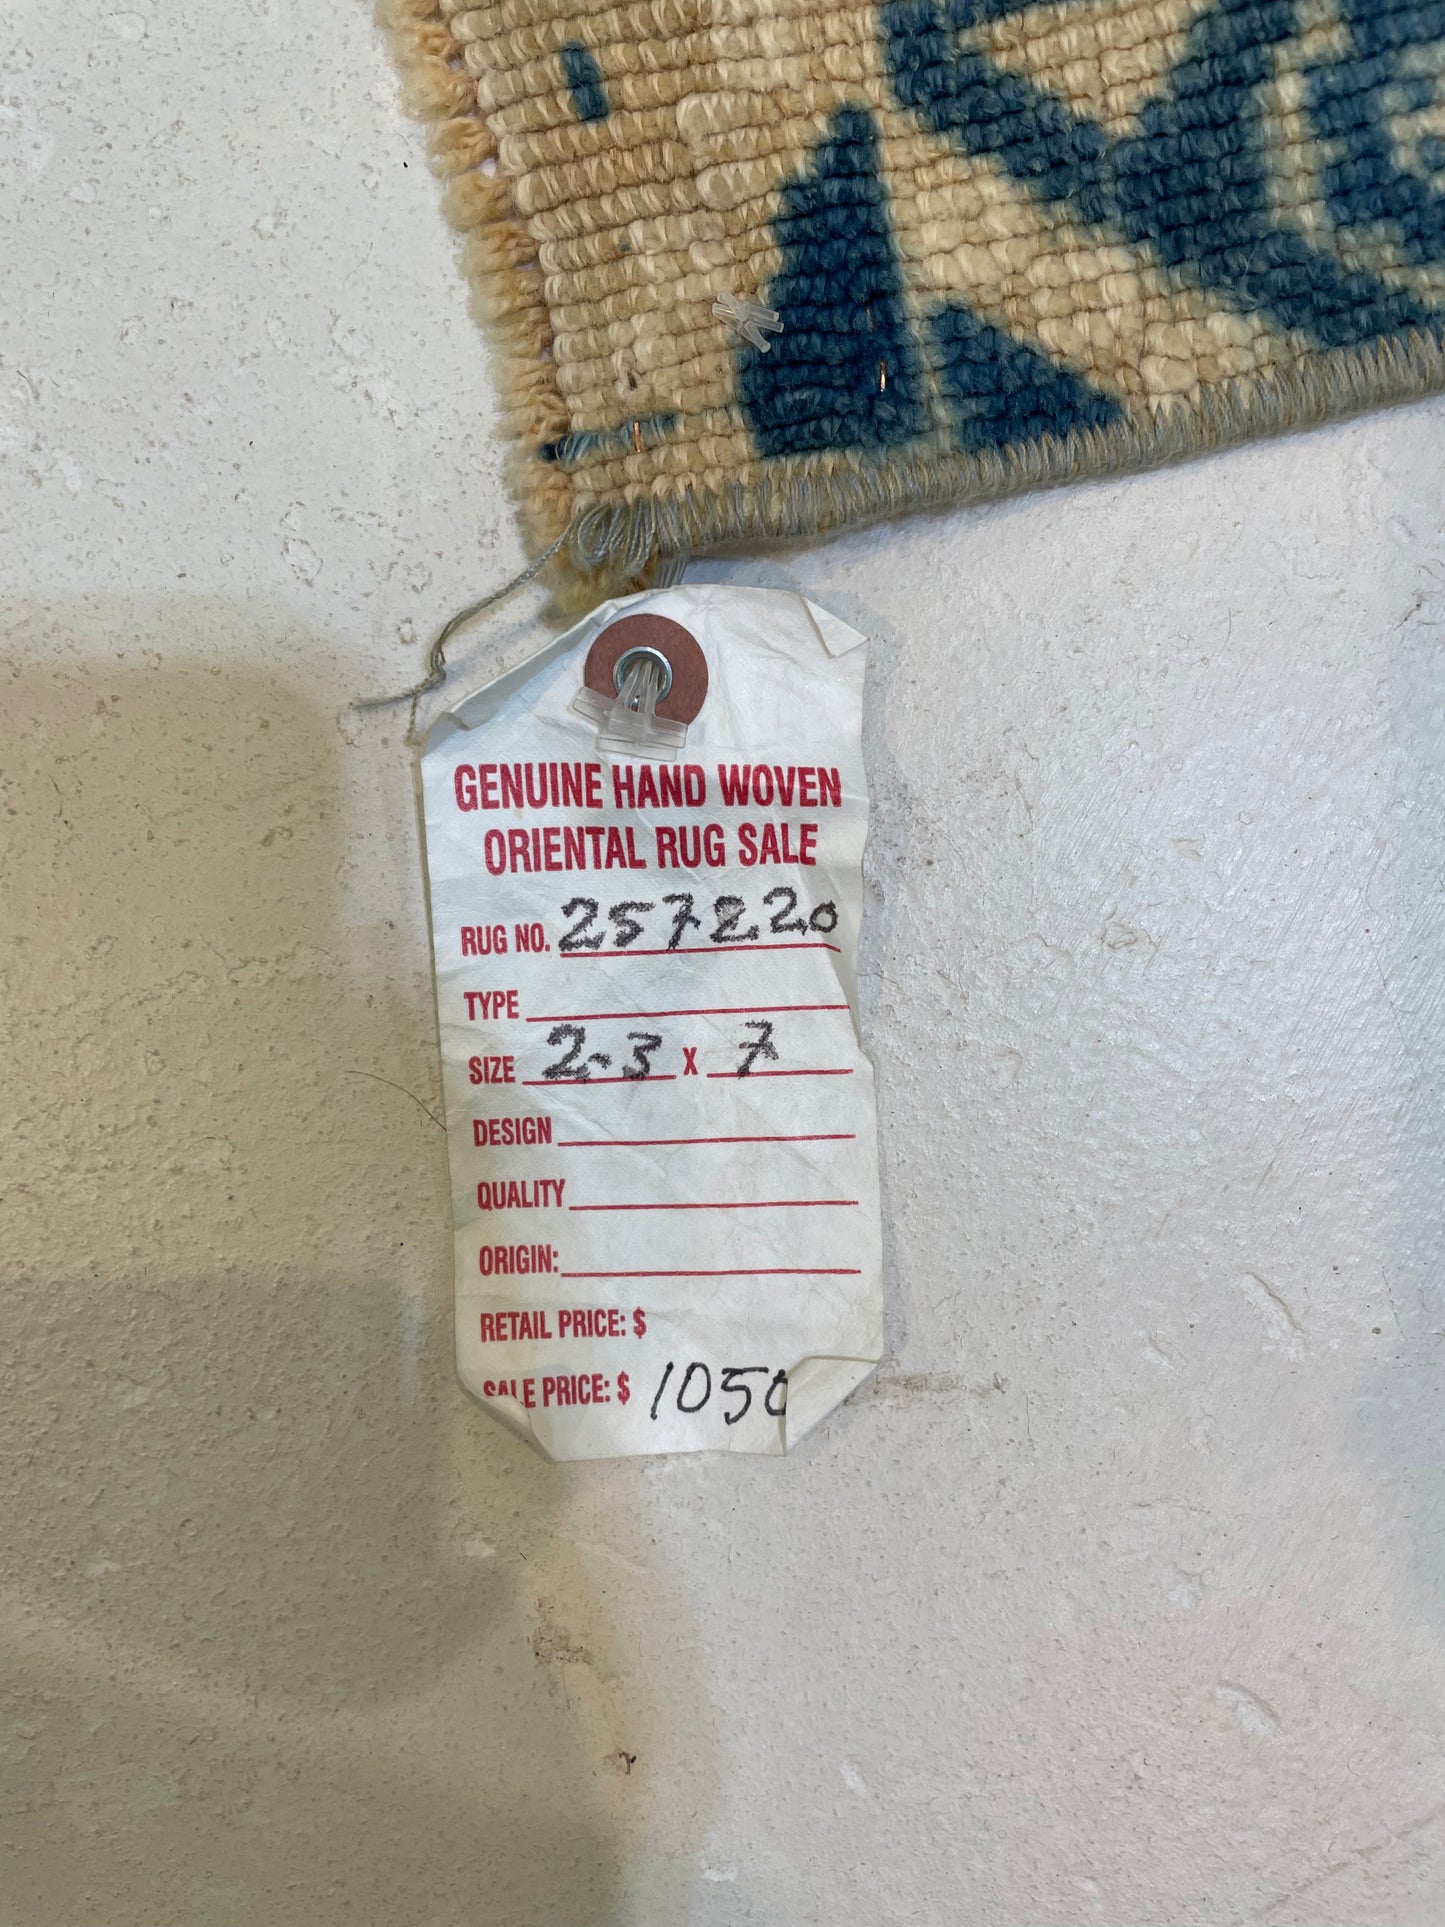 GENUINE HAND WOVEN
ORIENTAL RUG SALE
RUG NO. 257220
TYPE
SIZE 2-3 X 7
DESIGN
QUALITY
ORIGIN:
RETAIL PRICE: $
SALE PRICE: $ 1050